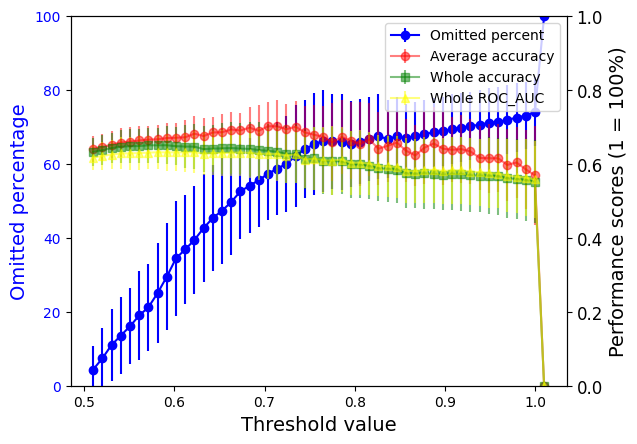 100
80
60
40
20
0
Omitted percentage
Omitted percent
Average accuracy
Whole accuracy
Whole ROC_AUC
1.0
0.8
0.6
0.4
0.2
0.0
Performance scores (1 = 100%)
0.5 0.6 0.7 0.8 0.9 1.0
Threshold value